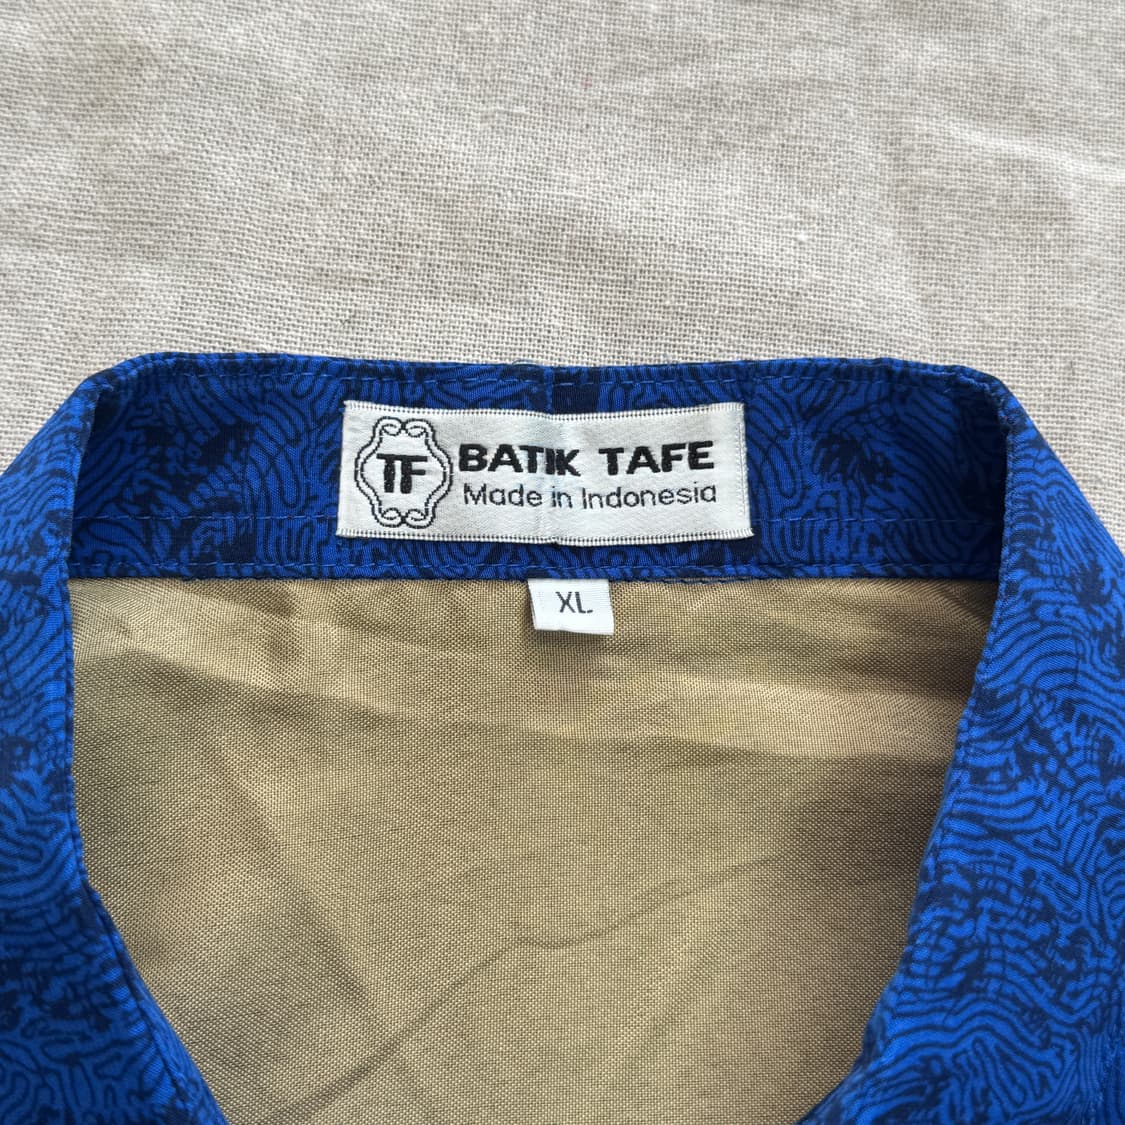 TF
BATIK TAFE
Made in Indonesia
XL